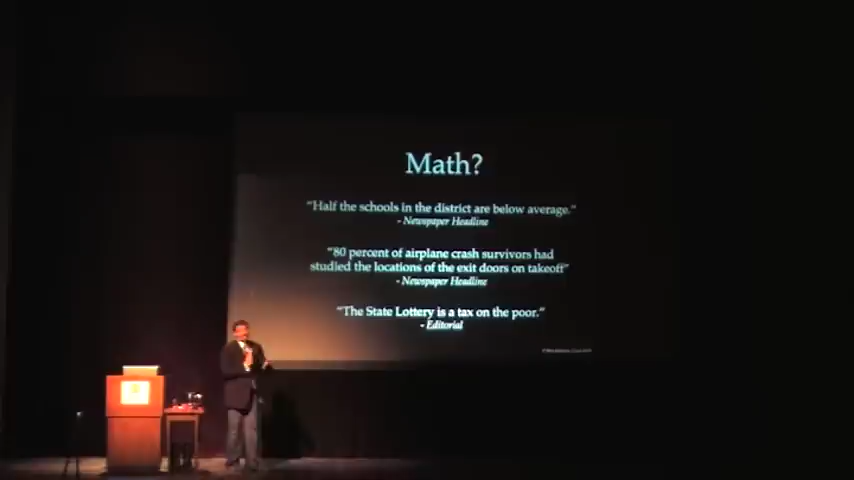 Math?
"Half the schools in the district are below average."
- Newspaper Headline
"80 percent of airplane crash survivors had
studied the locations of the exit doors on takeoff"
- Newspaper Headline
"The State Lottery is a tax on the poor."
- Editorial